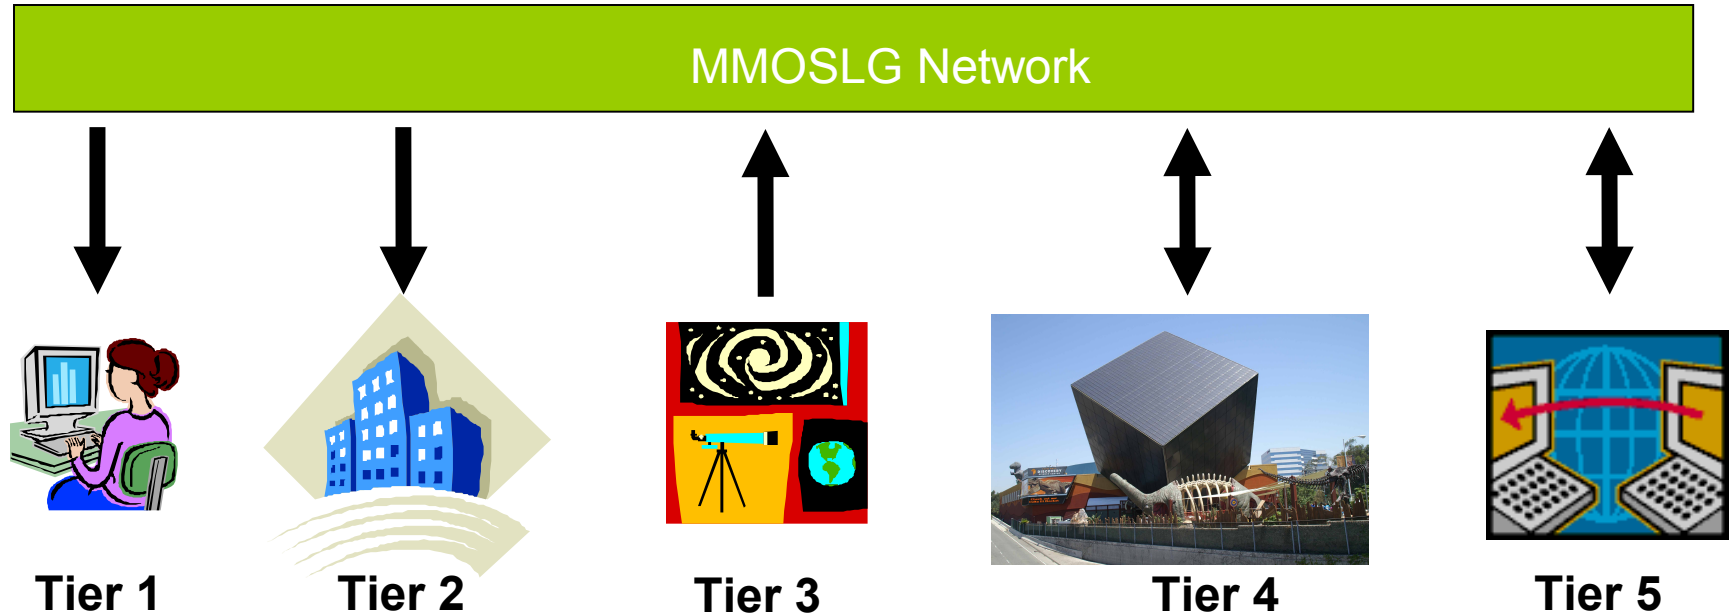 MMOSLG Network
Tier 1
Tier 2
Tier 3
Tier 4
Tier 5